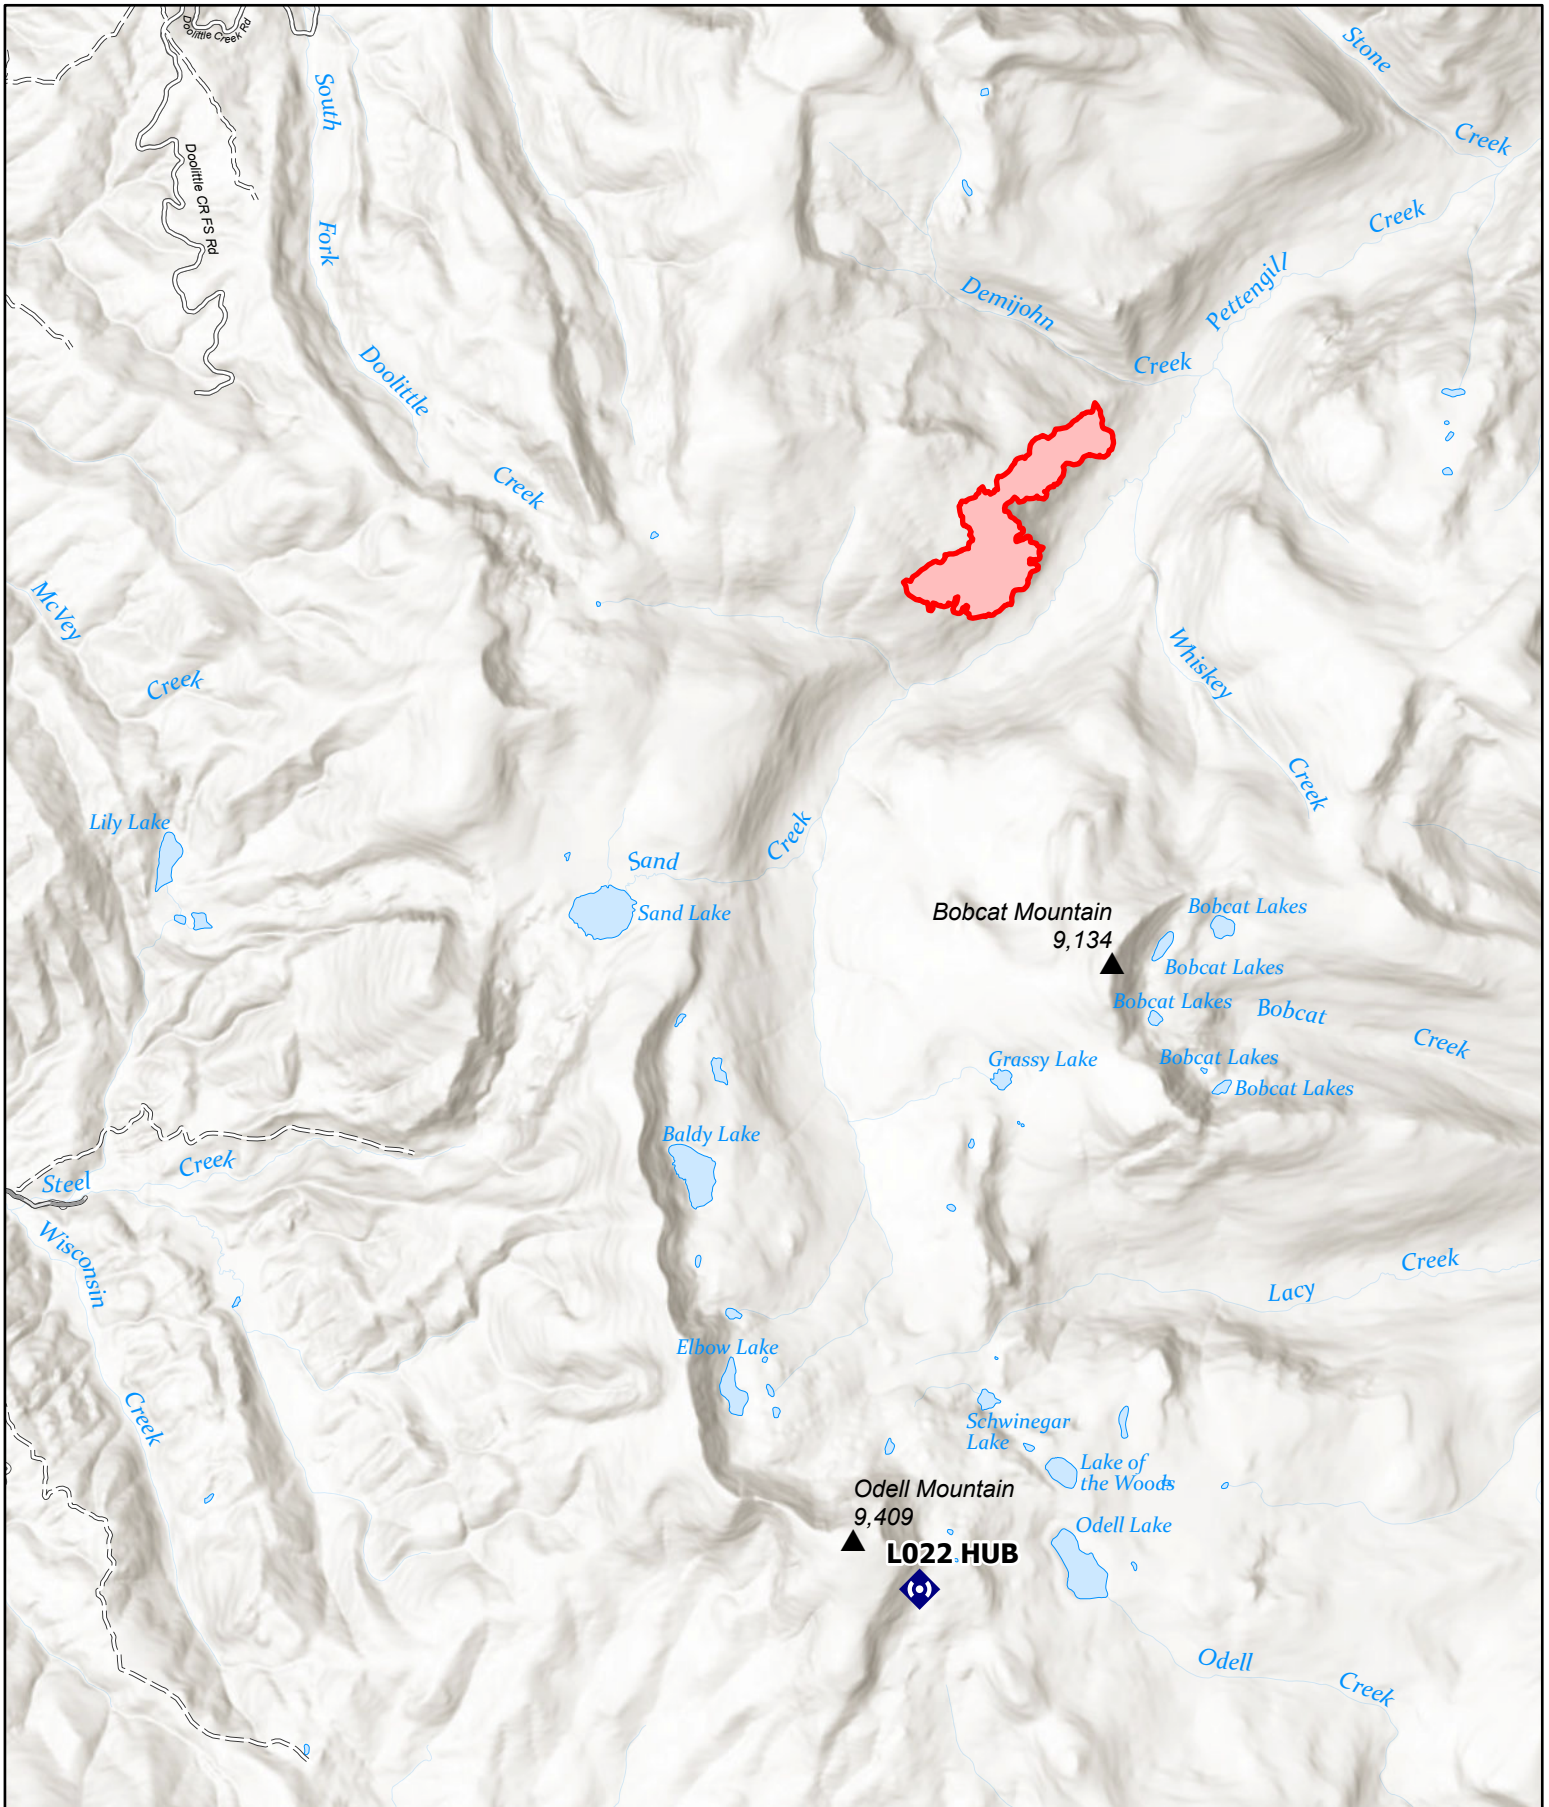 Doolittle Creek Rd
Stone
Creek
South
Doolittle CR FS Rd
Fork
Creek
Pettengill
Demijohn
Creek
Doolittle
Creek
McVey
Creek
Whiskey
Creek
Lily Lake
Sand
Creek
Sand Lake
Bobcat Mountain
9,134
Bobcat Lakes
Bobcat Lakes
Bobcat Lakes
Bobcat
Creek
Grassy Lake
Bobcat Lakes
Bobcat Lakes
Baldy Lake
Steel
Creek
Wisconsin
Creek
Lacy
Creek
Elbow Lake
Schwinegar
Lake
Lake of
the Woods
Odell Mountain
9,409
Odell Lake
L022 HUB
Odell
Creek